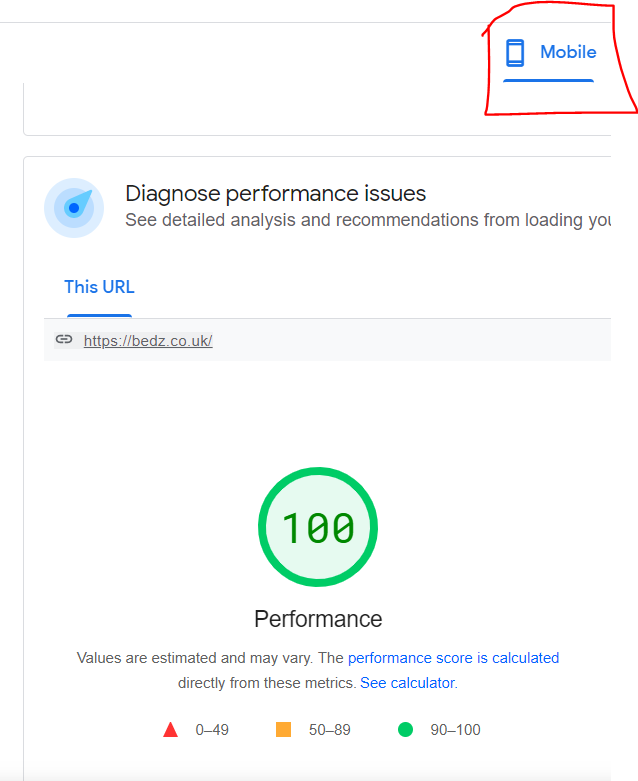 Mobile
Diagnose performance issues
See detailed analysis and recommendations from loading you
This URL
https://bedz.co.uk/
100
Performance
Values are estimated and may vary. The performance score is calculated
directly from these metrics. See calculator.
0–49 50–89 90–100